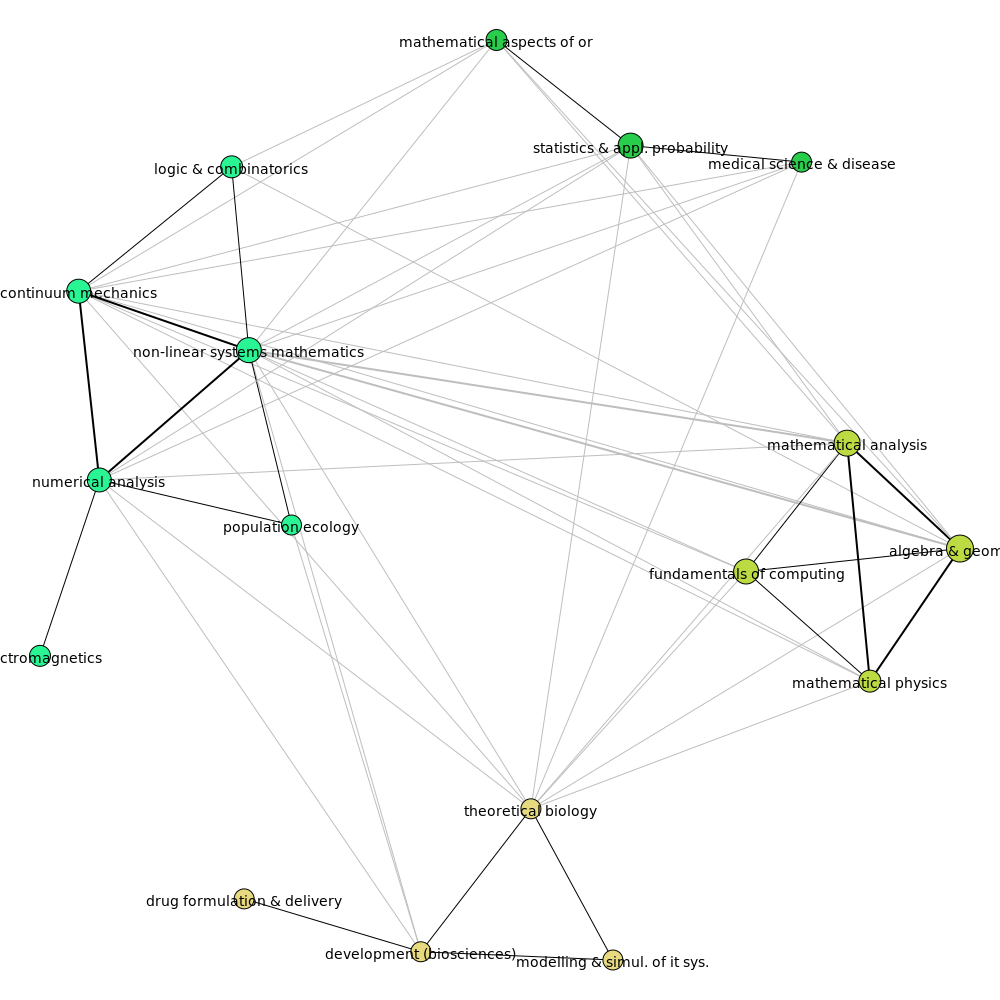 mathematical aspects of or
statistics & appl. probability
medical science & disease
logic & combinatorics
continuum mechanics
non-linear systems mathematics
mathematical analysis
numerical analysis
population ecology
algebra & geom
fundamentals of computing
ctromagnetics
mathematical physics
theoretical biology
drug formulation & delivery
development (biosciences)
modelling & simul. of it sys.